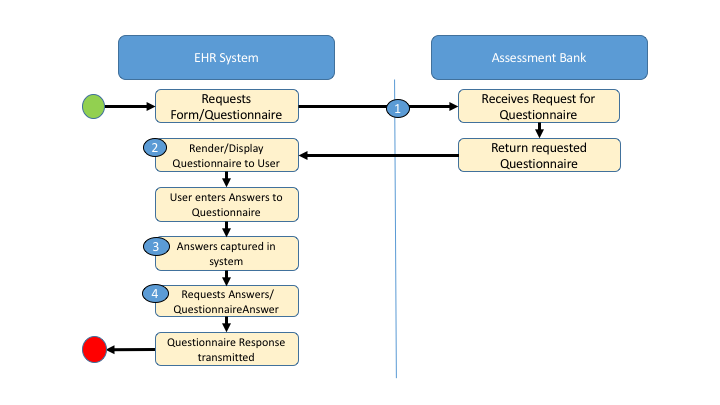 EHR System
Assessment Bank
Requests
Form/Questionnaire
1
Receives Request for
Questionnaire
2
Render/Display
Questionnaire to User
Return requested
Questionnaire
User enters Answers to
Questionnaire
3
Answers captured in
system
4
Requests Answers/
QuestionnaireAnswer
Questionnaire Response
transmitted